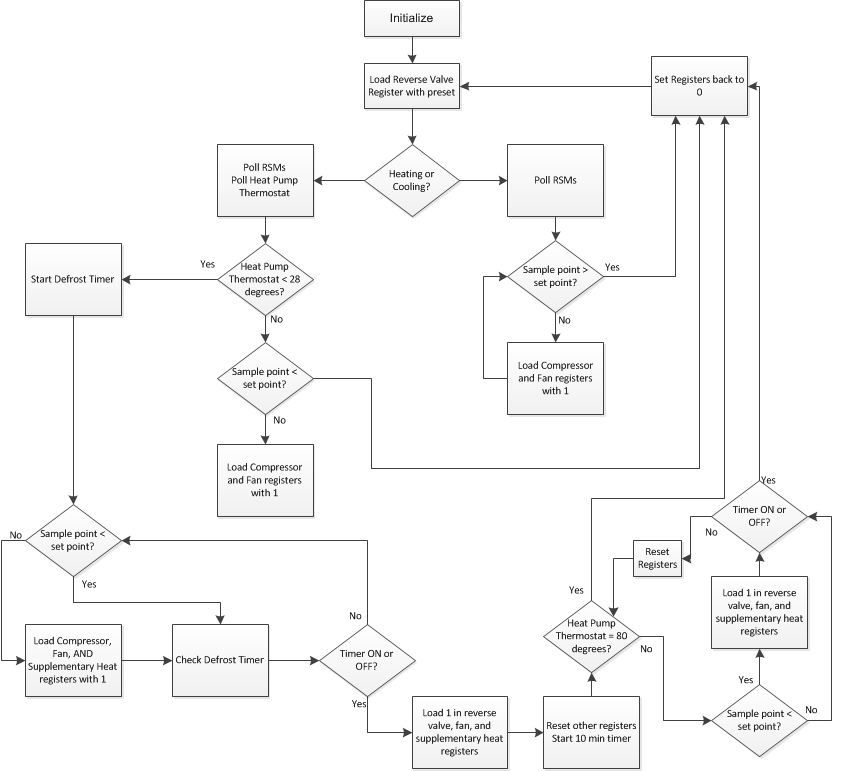 Initialize
Load Reverse Valve
Register with preset
Set Registers back to
0
Poll RSMs
Poll Heat Pump
Thermostat
Heating or
Cooling?
Poll RSMs
Start Defrost Timer
Yes
Heat Pump
Thermostat < 28
degrees?
No
Sample point >
set point?
Yes
No
Sample point <
set point?
No
Load Compressor
and Fan registers
with 1
Load Compressor
and Fan registers
with 1
No
Sample point <
set point?
Yes
Load Compressor,
Fan, AND
Supplementary Heat
registers with 1
Check Defrost Timer
No
Timer ON or
OFF?
Yes
Load 1 in reverse
valve, fan, and
supplementary heat
registers
Reset other registers
Start 10 min timer
Yes
Heat Pump
Thermostat = 80
degrees?
No
Reset
Registers
Yes
Timer ON or
OFF?
No
Load 1 in reverse
valve, fan, and
supplementary heat
registers
Yes
Sample point <
set point?
No